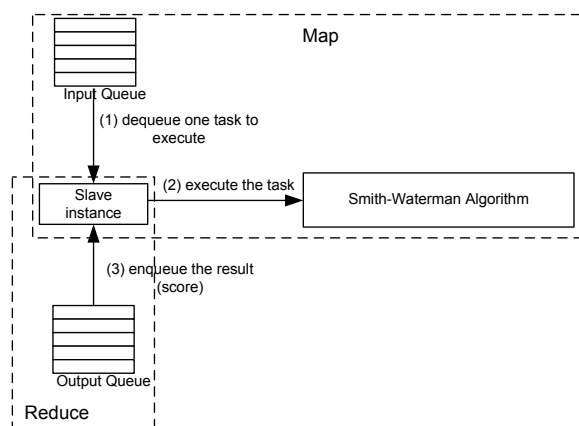 Map
Input Queue
(1) dequeue one task to
execute
Slave
instance
(2) execute the task
Smith-Waterman Algorithm
(3) enqueue the result
(score)
Output Queue
Reduce